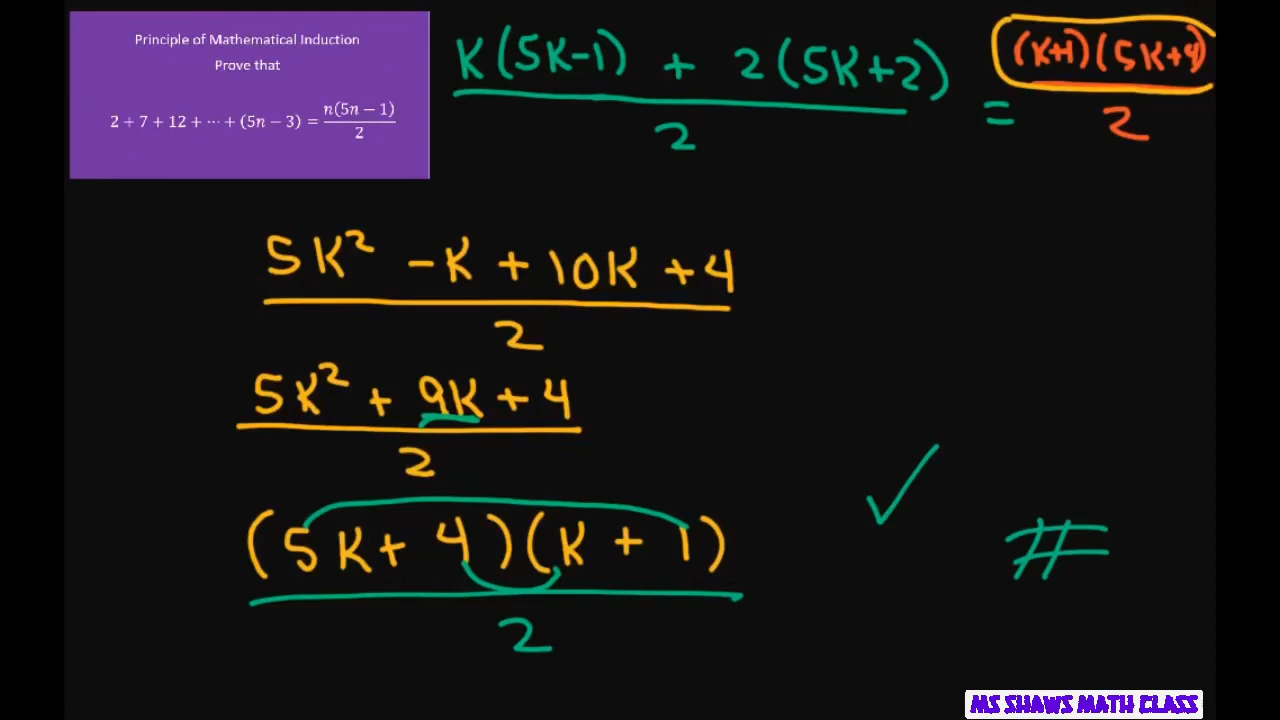 Principle of Mathematical Induction
Prove that
2 + 7 + 12 + ⋯ + (5n − 3) = n(5n − 1)/2
K(5K-1) + 2(5K+2)
2
=
(K+1)(5K+4)
2
5K² - K + 10K + 4
2
5K² + 9K + 4
2
(5K + 4)(K + 1)
2
✓
#
MS SHAWS MATH CLASS